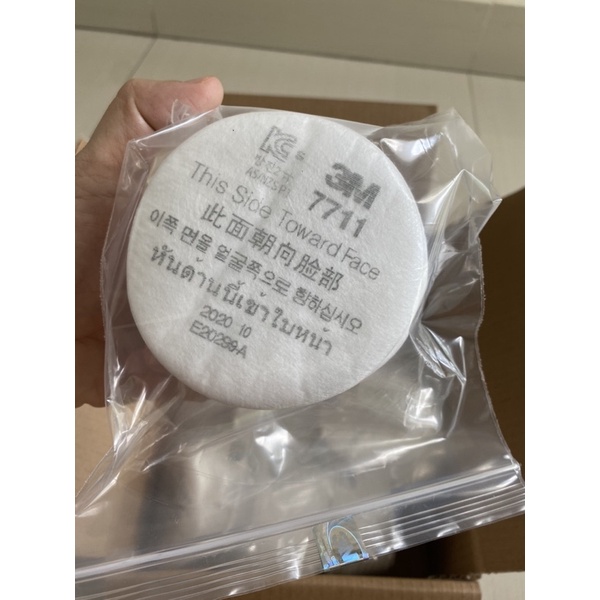 3M
7711
This Side Toward Face
此面朝向脸部
이쪽 면을 얼굴쪽으로 향하십시오
หันด้านนี้เข้าใบหน้า
2020 10